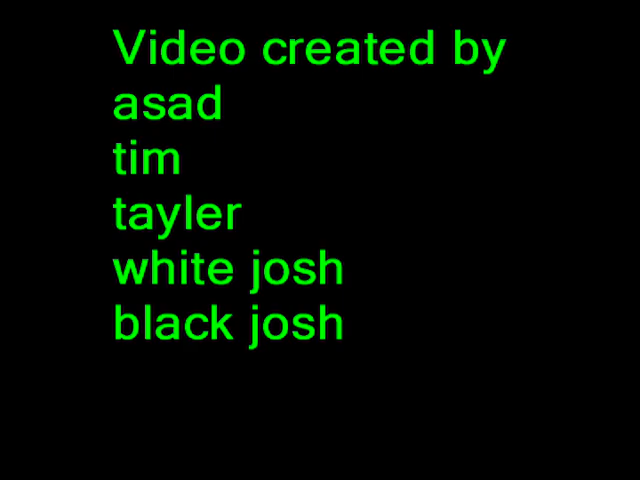 Video created by
asad
tim
tayler
white josh
black josh